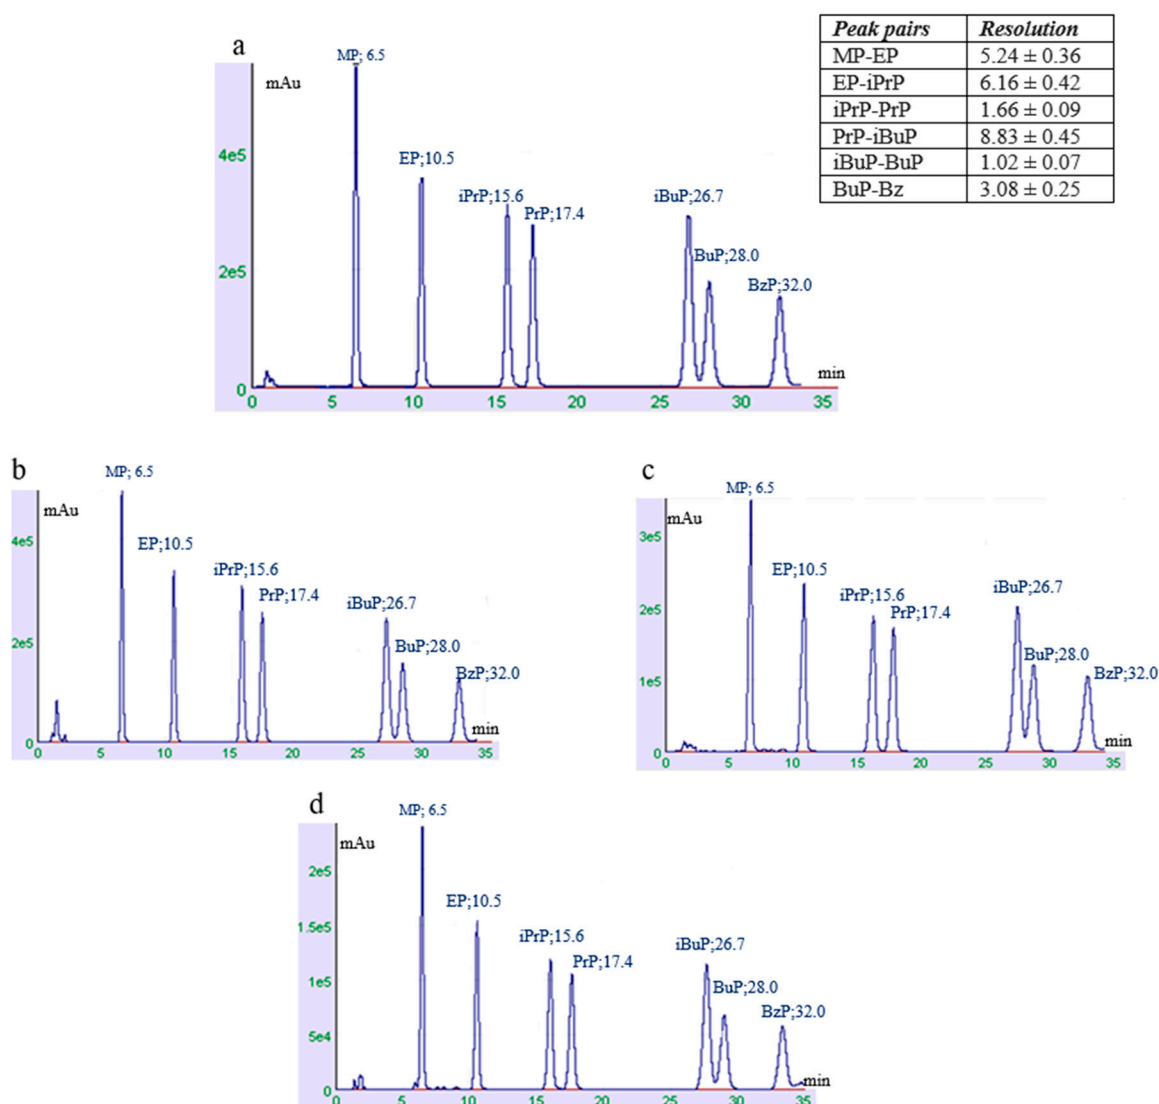 a
mAu
MP; 6.5
EP;10.5
iPrP;15.6
PrP;17.4
iBuP;26.7
BuP;28.0
BzP;32.0
min
4e5
2e5
0
0 5 10 15 20 25 30 35
Peak pairs Resolution
MP-EP 5.24 ± 0.36
EP-iPrP 6.16 ± 0.42
iPrP-PrP 1.66 ± 0.09
PrP-iBuP 8.83 ± 0.45
iBuP-BuP 1.02 ± 0.07
BuP-Bz 3.08 ± 0.25
b
mAu
MP; 6.5
EP;10.5
iPrP;15.6
PrP;17.4
iBuP;26.7
BuP;28.0
BzP;32.0
min
4e5
2e5
0
0 5 10 15 20 25 30 35
c
mAu
MP; 6.5
EP;10.5
iPrP;15.6
PrP;17.4
iBuP;26.7
BuP;28.0
BzP;32.0
min
3e5
2e5
1e5
0
0 5 10 15 20 25 30 35
d
mAu
MP; 6.5
EP;10.5
iPrP;15.6
PrP;17.4
iBuP;26.7
BuP;28.0
BzP;32.0
min
2e5
1.5e5
1e5
5e4
0
0 5 10 15 20 25 30 35